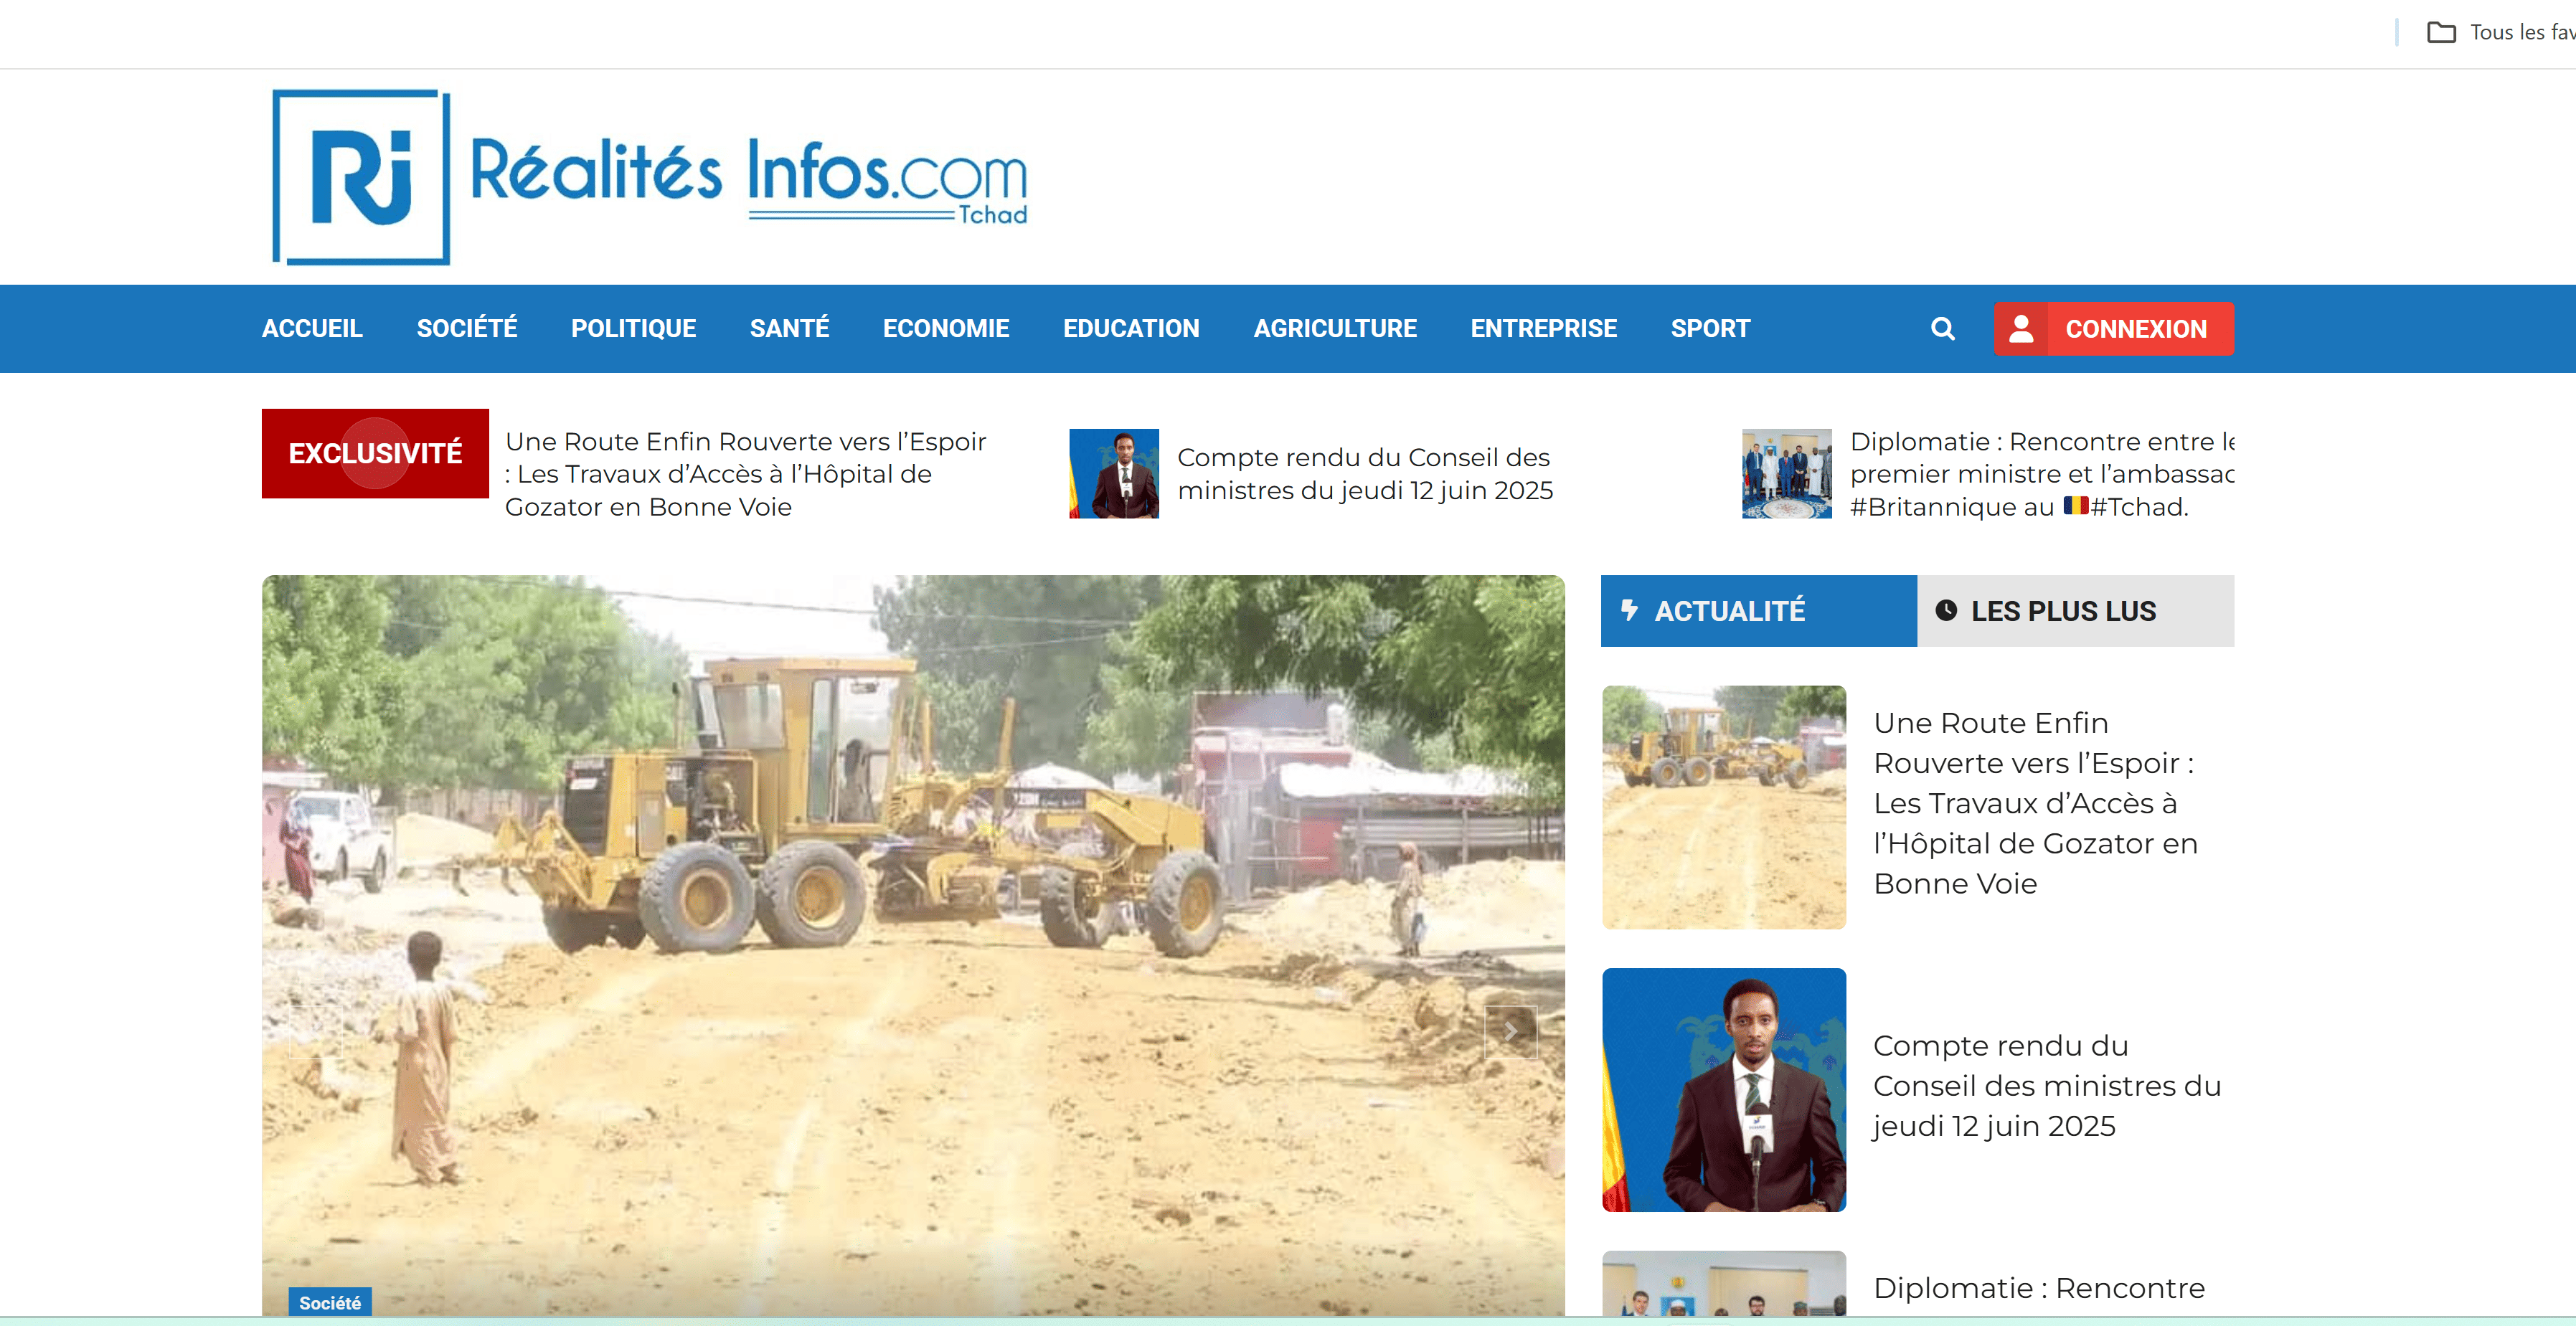 Tous les fav
Rj
Réalités Infos.com
Tchad
ACCUEIL SOCIÉTÉ POLITIQUE SANTÉ ECONOMIE EDUCATION AGRICULTURE ENTREPRISE SPORT CONNEXION
EXCLUSIVITÉ
Une Route Enfin Rouverte vers l’Espoir
: Les Travaux d’Accès à l’Hôpital de
Gozator en Bonne Voie
Compte rendu du Conseil des
ministres du jeudi 12 juin 2025
Diplomatie : Rencontre entre le
premier ministre et l’ambassac
#Britannique au 🇹🇩#Tchad.
Société
ACTUALITÉ
LES PLUS LUS
Une Route Enfin
Rouverte vers l’Espoir :
Les Travaux d’Accès à
l’Hôpital de Gozator en
Bonne Voie
Compte rendu du
Conseil des ministres du
jeudi 12 juin 2025
Diplomatie : Rencontre